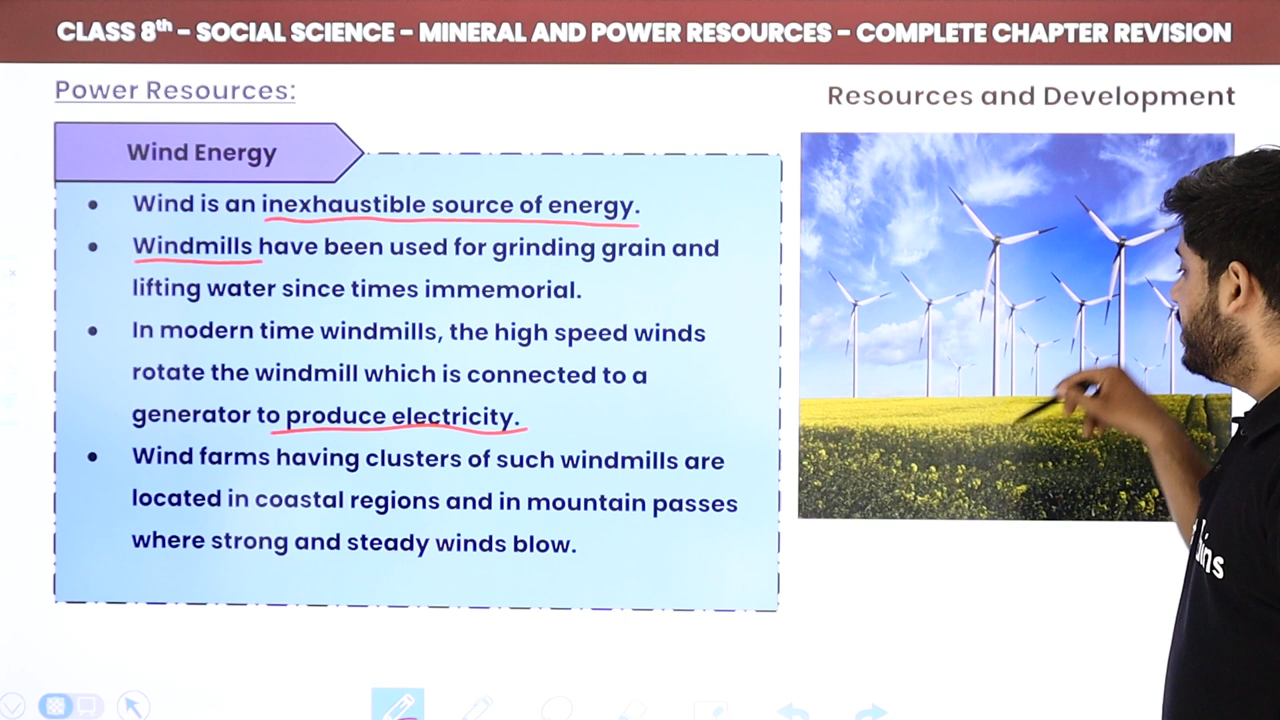 CLASS 8th – SOCIAL SCIENCE – MINERAL AND POWER RESOURCES – COMPLETE CHAPTER REVISION
Power Resources:
Resources and Development
Wind Energy
• Wind is an inexhaustible source of energy.
• Windmills have been used for grinding grain and
lifting water since times immemorial.
• In modern time windmills, the high speed winds
rotate the windmill which is connected to a
generator to produce electricity.
• Wind farms having clusters of such windmills are
located in coastal regions and in mountain passes
where strong and steady winds blow.